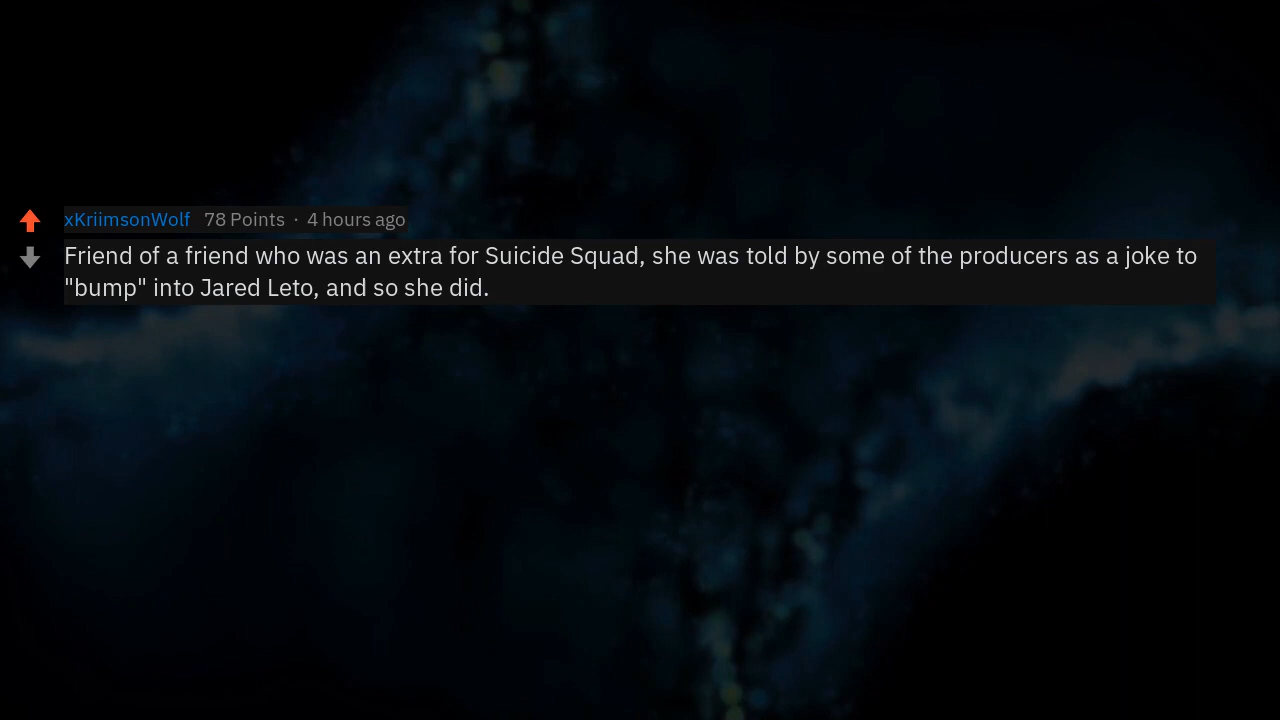 xKriimsonWolf 78 Points · 4 hours ago
Friend of a friend who was an extra for Suicide Squad, she was told by some of the producers as a joke to
"bump" into Jared Leto, and so she did.